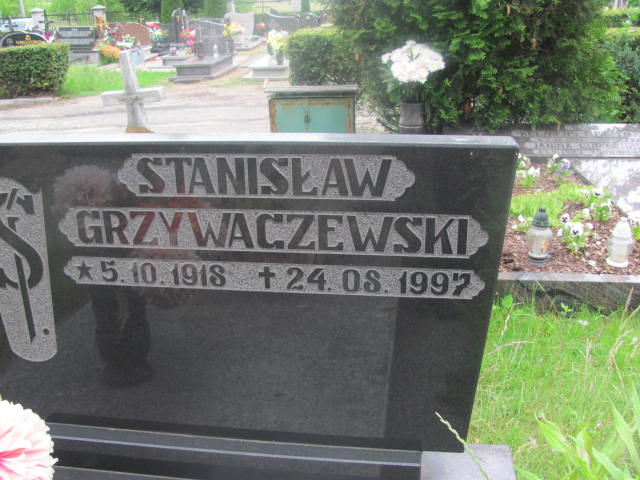 STANISŁAW
GRZYWACZEWSKI
★ 5.10.1918 ✝ 24.08.1997